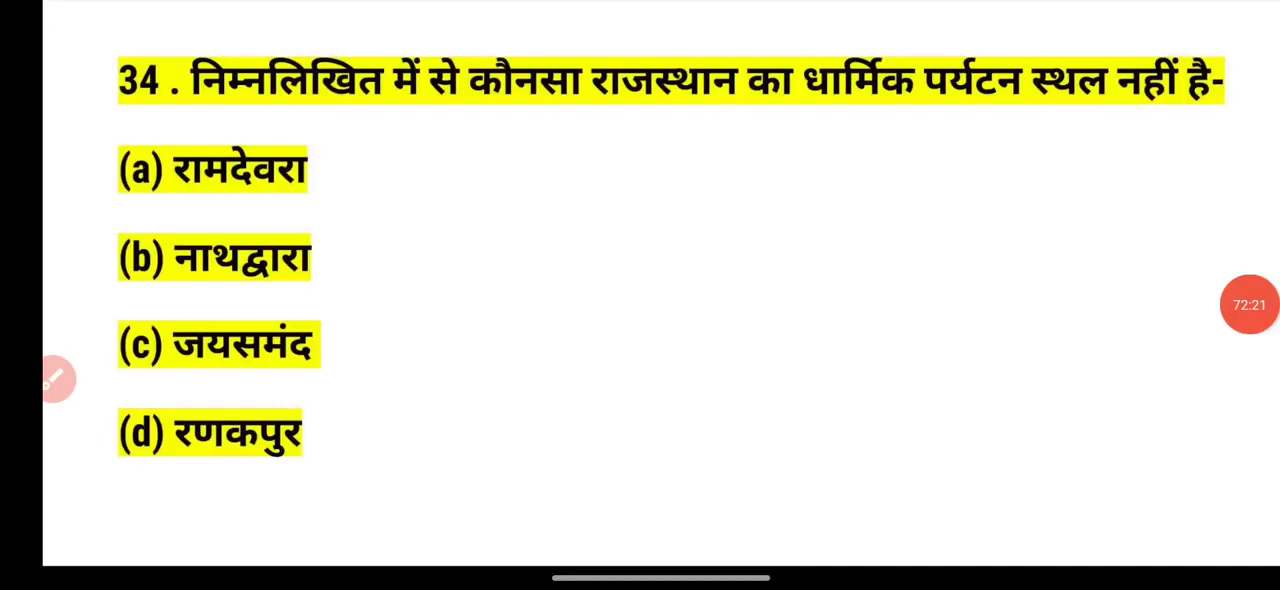 34 . निम्नलिखित में से कौनसा राजस्थान का धार्मिक पर्यटन स्थल नहीं है-
(a) रामदेवरा
(b) नाथद्वारा
(c) जयसमंद
(d) रणकपुर
72:21